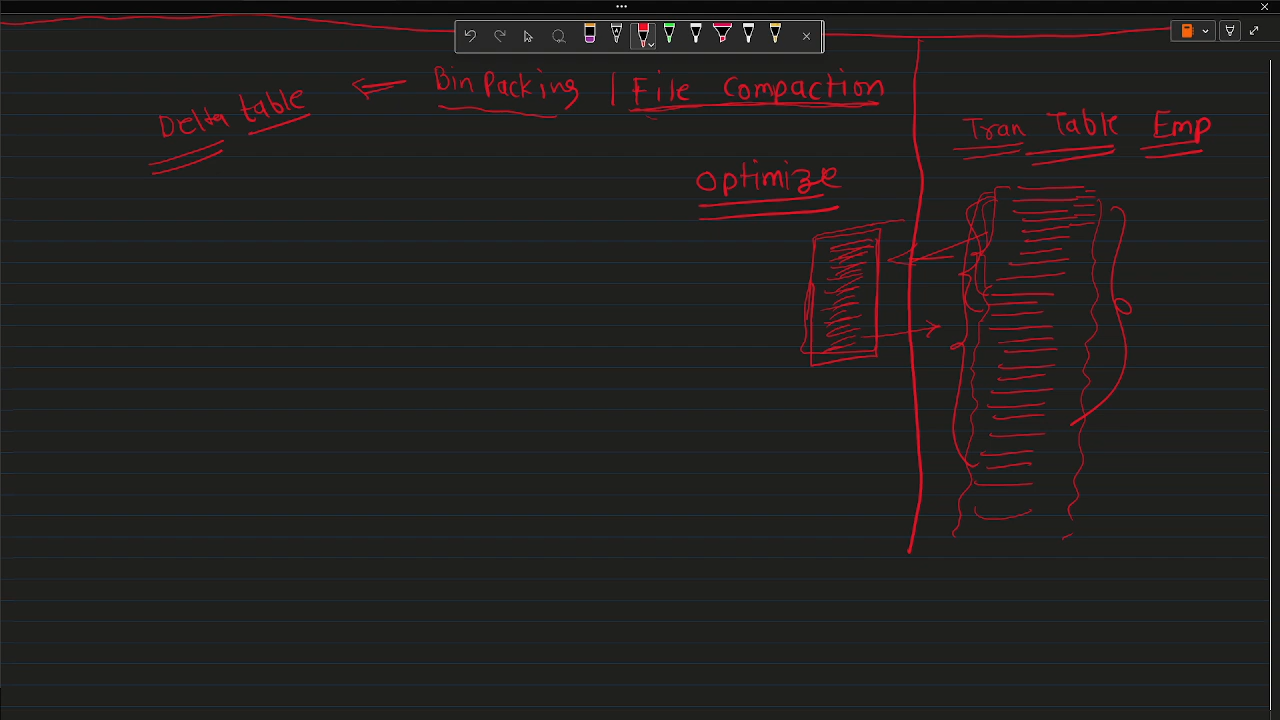 Delta table ⇐ Bin Packing | File Compaction
Tran Table Emp
Optimize